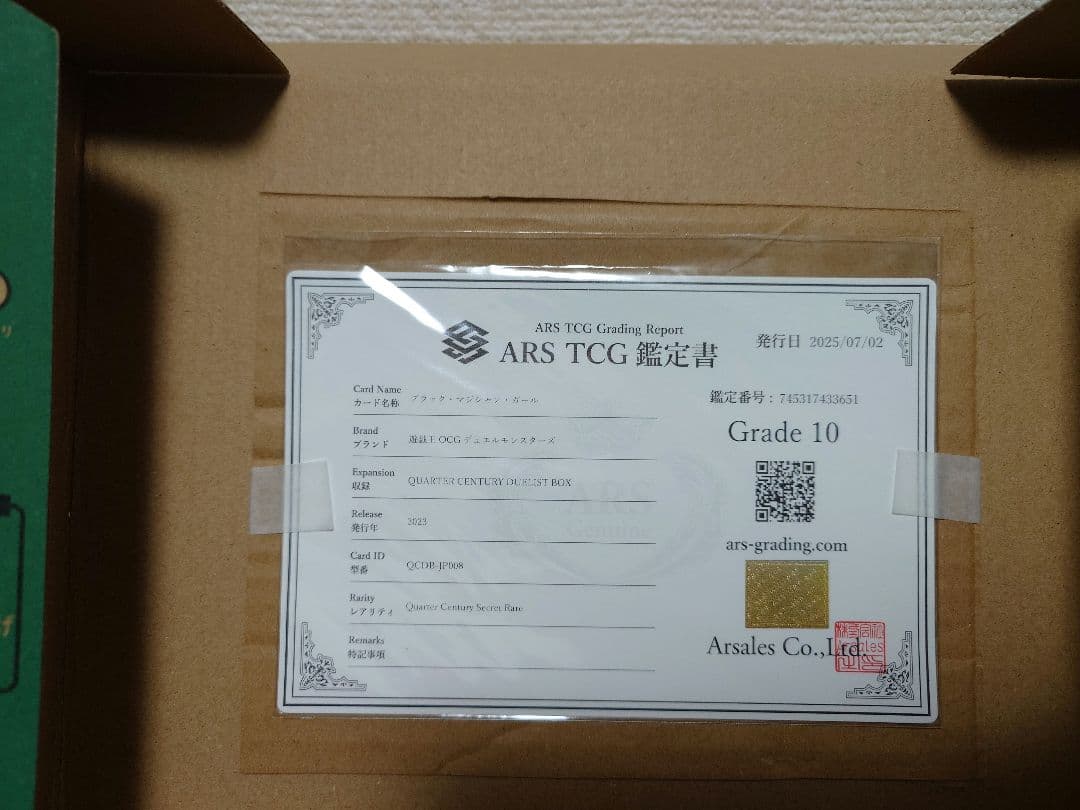 ARS TCG Grading Report
ARS TCG 鑑定書
発行日 2025/07/02
鑑定番号：745317433651
Grade 10
Card Name
カード名称 ブラック・マジシャン・ガール
Brand
ブランド 遊戯王 OCG デュエルモンスターズ
Expansion
収録 QUARTER CENTURY DUELIST BOX
Release
発行年 2023
Card ID
型番 QCDB-JP008
Rarity
レアリティ Quarter Century Secret Rare
Remarks
特記事項
ARS
Genuine
ars-grading.com
Arsales Co.,Ltd.